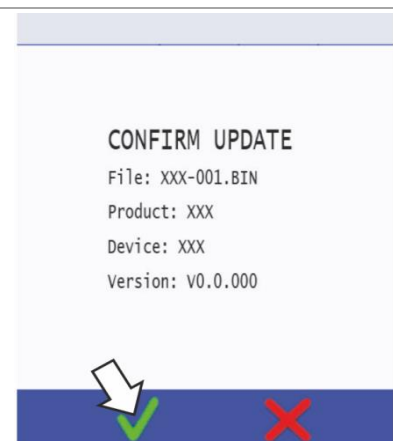 CONFIRM UPDATE
File: XXX-001.BIN
Product: XXX
Device: XXX
Version: V0.0.000